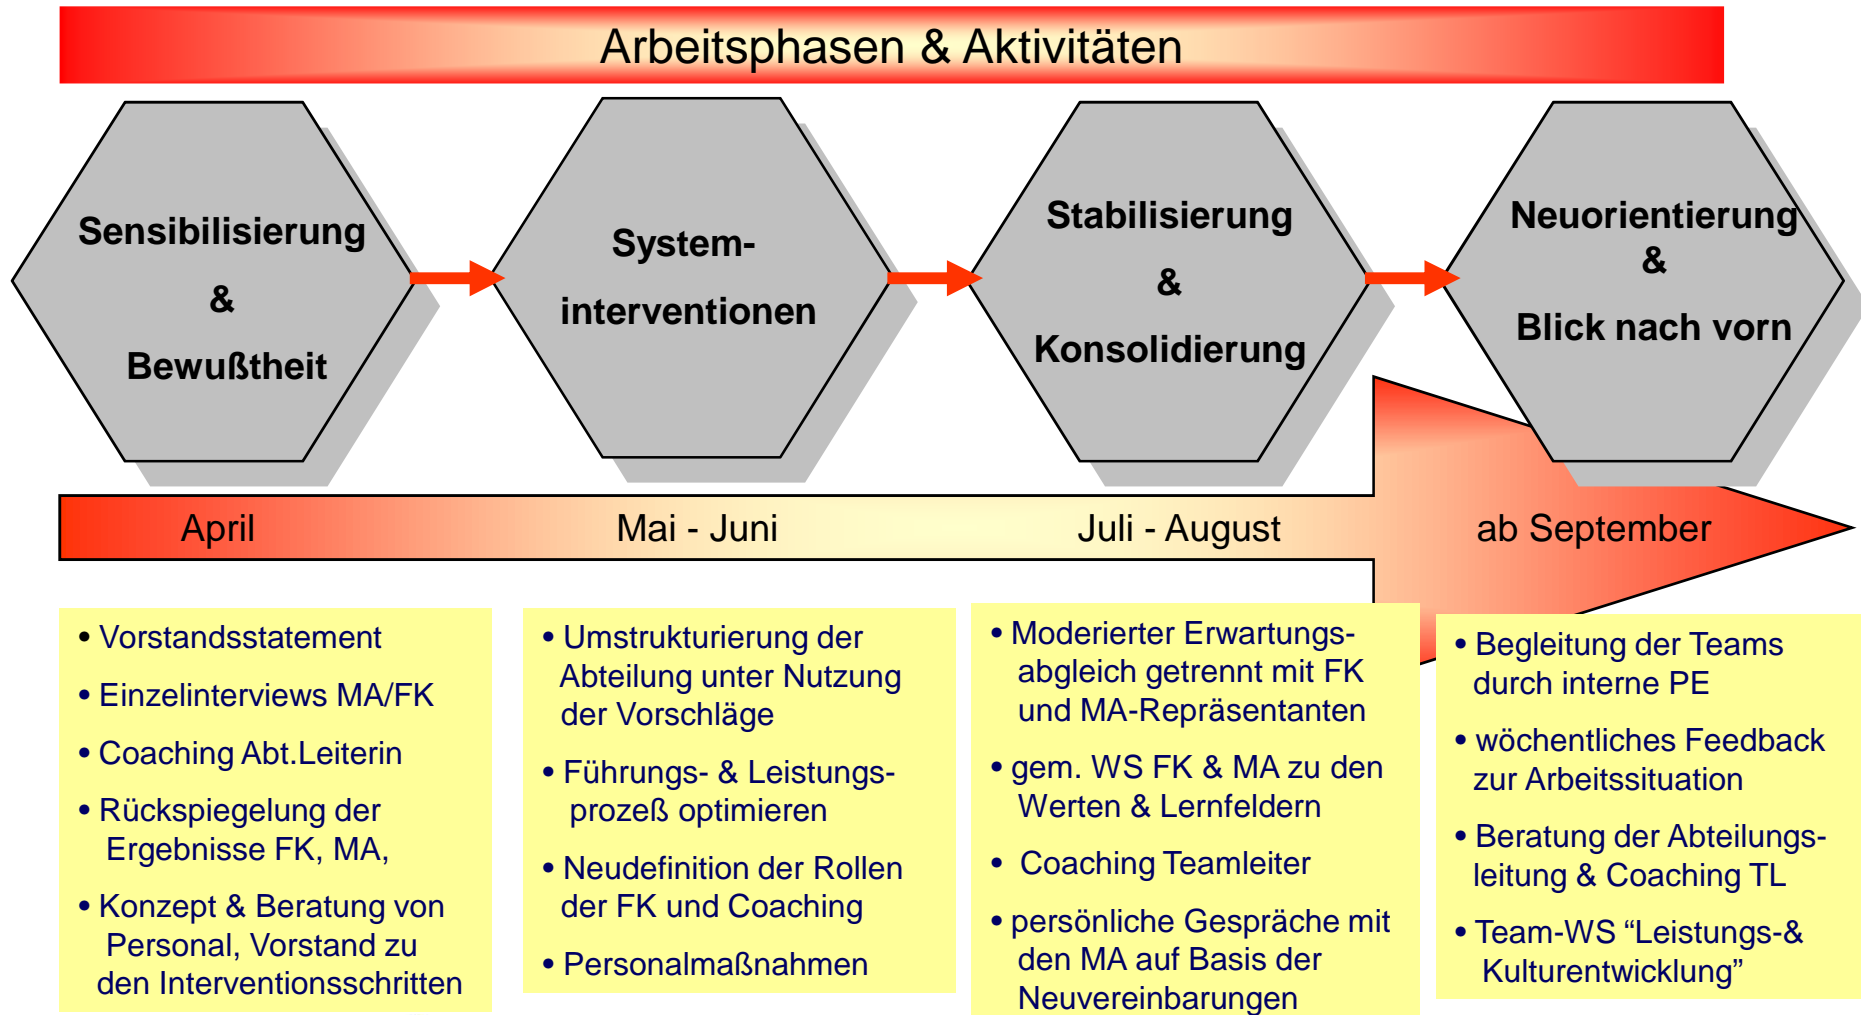 Arbeitsphasen & Aktivitäten
Sensibilisierung
&
Bewußtheit
System-
interventionen
Stabilisierung
&
Konsolidierung
Neuorientierung
&
Blick nach vorn
April
Mai - Juni
Juli - August
ab September
• Vorstandsstatement
• Einzelinterviews MA/FK
• Coaching Abt.Leiterin
• Rückspiegelung der
Ergebnisse FK, MA,
• Konzept & Beratung von
Personal, Vorstand zu
den Interventionsschritten
• Umstrukturierung der
Abteilung unter Nutzung
der Vorschläge
• Führungs- & Leistungs-
prozeß optimieren
• Neudefinition der Rollen
der FK und Coaching
• Personalmaßnahmen
• Moderierter Erwartungs-
abgleich getrennt mit FK
und MA-Repräsentanten
• gem. WS FK & MA zu den
Werten & Lernfeldern
• Coaching Teamleiter
• persönliche Gespräche mit
den MA auf Basis der
Neuvereinbarungen
• Begleitung der Teams
durch interne PE
• wöchentliches Feedback
zur Arbeitssituation
• Beratung der Abteilungs-
leitung & Coaching TL
• Team-WS “Leistungs-&
Kulturentwicklung”